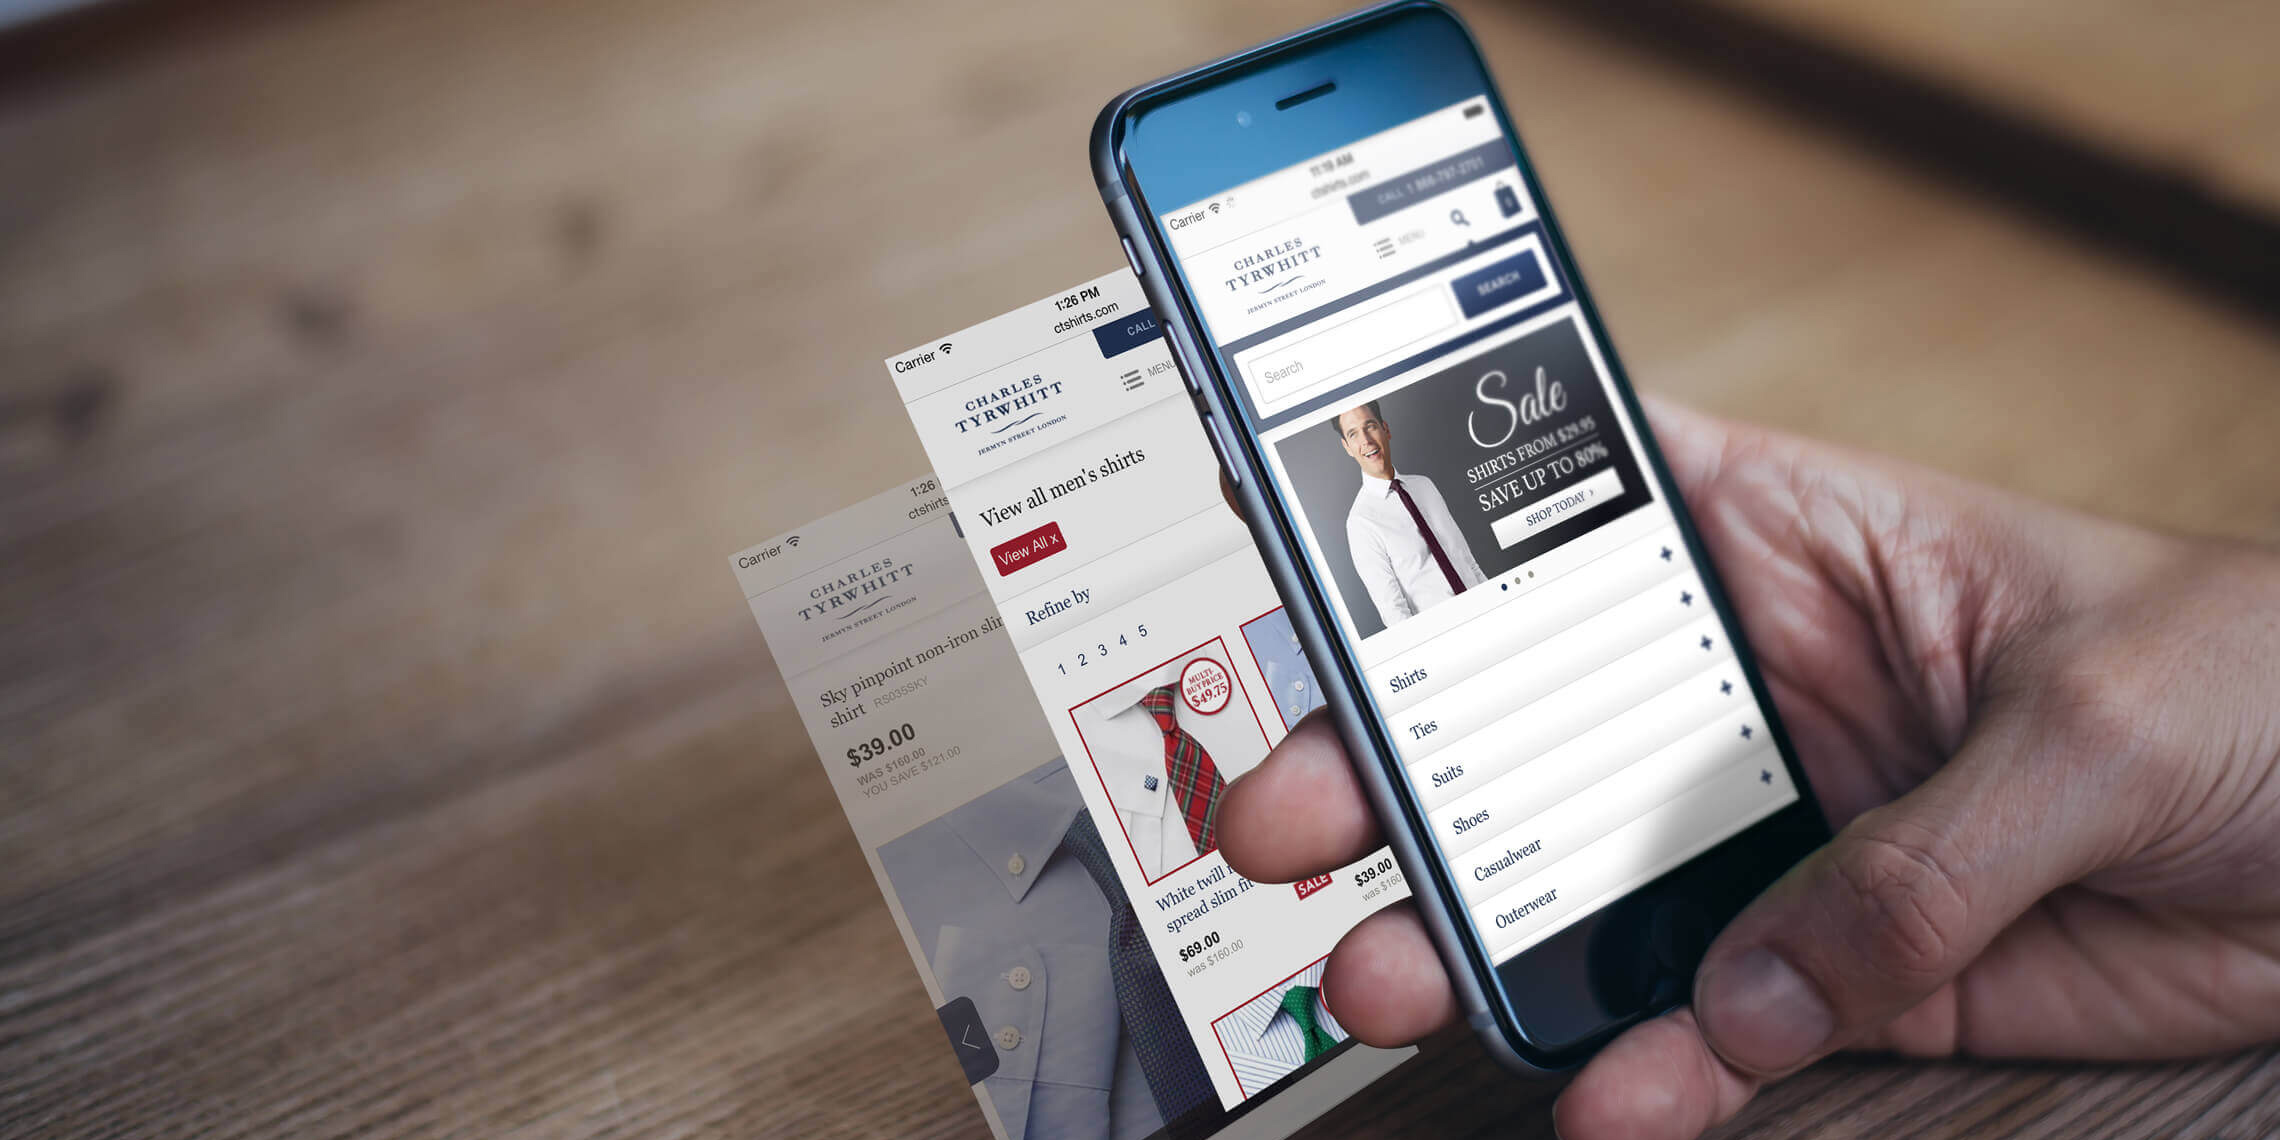 Carrier
1:26
ctshirts
CHARLES
TYRWHITT
JERMYN STREET LONDON
Sky pinpoint non-iron
shirt RS035SKY
$39.00
WAS $160.00
YOU SAVE $121.00
Carrier
1:26 PM
ctshirts.com
CALL
CHARLES
TYRWHITT
JERMYN STREET LONDON
MENU
View all men's shirts
View All x
Refine by
1 2 3 4 5
MULTI
BUY PRICE
$49.75
White twill
spread slim fit
$69.00
was $160.00
SALE
$39.00
was $160
Carrier
11:19 AM
ctshirts.com
CALL 1 866-797-2701
CHARLES
TYRWHITT
JERMYN STREET LONDON
MENU
0
Search
SEARCH
Sale
SHIRTS FROM $29.95
SAVE UP TO 80%
SHOP TODAY ›
Shirts
Ties
Suits
Shoes
Casualwear
Outerwear